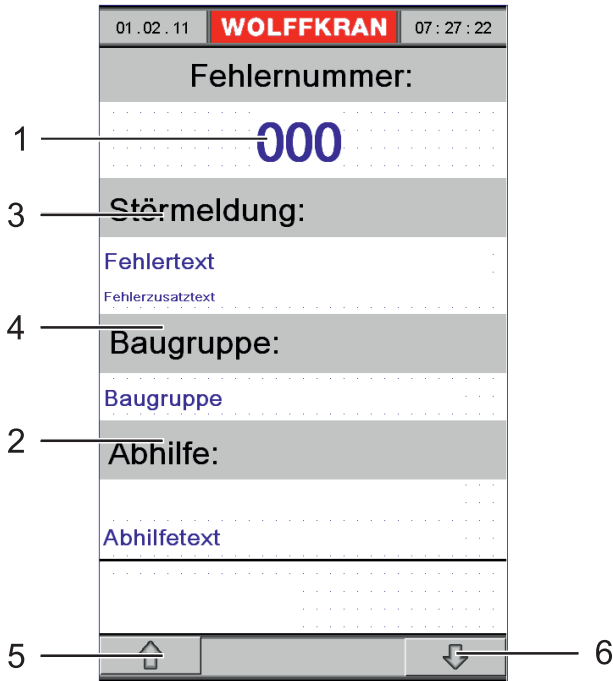 01.02.11 WOLFFKRAN 07:27:22
Fehlernummer:
1 000
3 Störmeldung:
Fehlertext
Fehlerzusatztext
4 Baugruppe:
Baugruppe
2 Abhilfe:
Abhilfetext
5 6